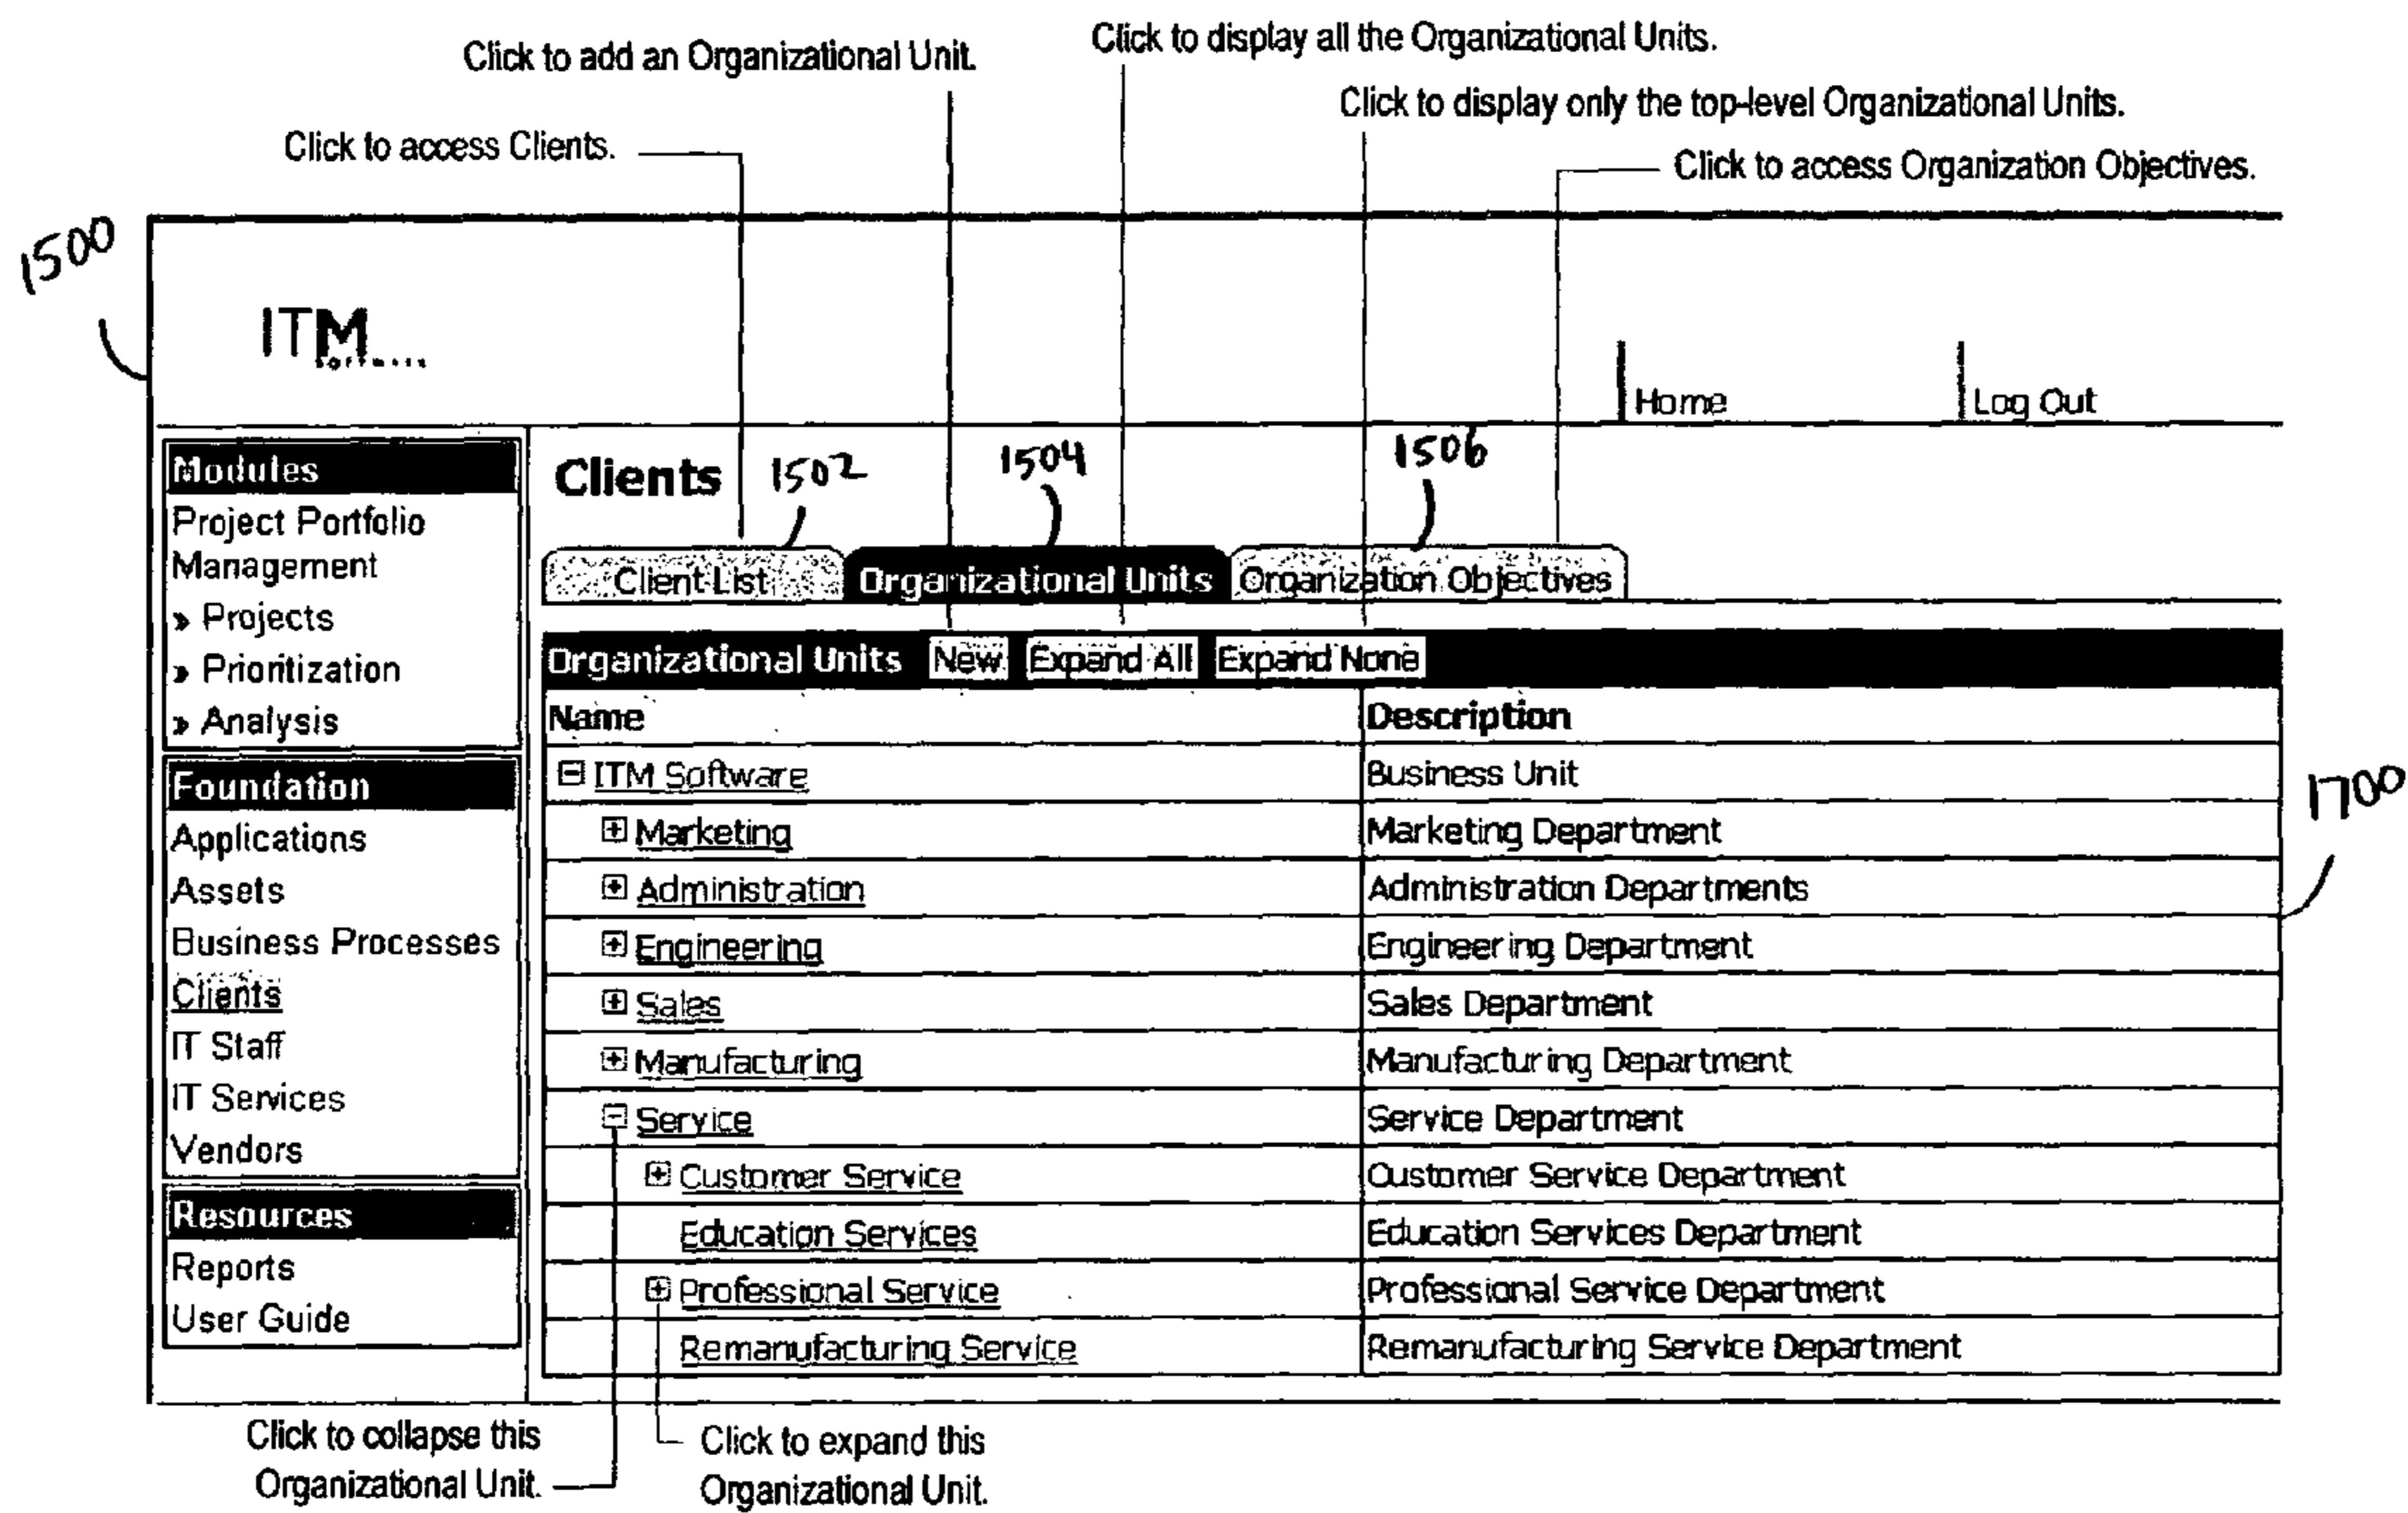 Click to add an Organizational Unit.
Click to display all the Organizational Units.
Click to display only the top-level Organizational Units.
Click to access Clients.
Click to access Organization Objectives.
1500
ITM
software
Home
Log Out
Modules
Project Portfolio
Management
» Projects
» Prioritization
» Analysis
Foundation
Applications
Assets
Business Processes
Clients
IT Staff
IT Services
Vendors
Resources
Reports
User Guide
Clients
1502
1504
1506
Client List
Organizational Units
Organization Objectives
Organizational Units New Expand All Expand None
Name Description
ITM Software Business Unit
Marketing Marketing Department
Administration Administration Departments
Engineering Engineering Department
Sales Sales Department
Manufacturing Manufacturing Department
Service Service Department
Customer Service Customer Service Department
Education Services Education Services Department
Professional Service Professional Service Department
Remanufacturing Service Remanufacturing Service Department
1700
Click to collapse this
Organizational Unit.
Click to expand this
Organizational Unit.